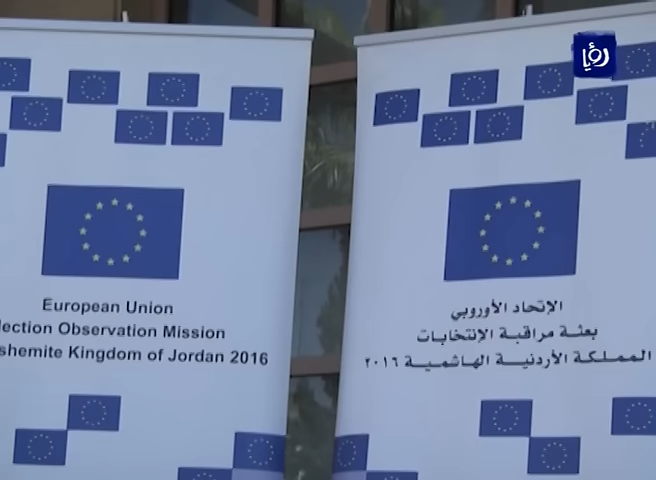 رؤيا
European Union
lection Observation Mission
shemite Kingdom of Jordan 2016
الإتحاد الأوروبي
بعثة مراقبة الإنتخابات
المملكة الأردنية الهاشمية ٢٠١٦